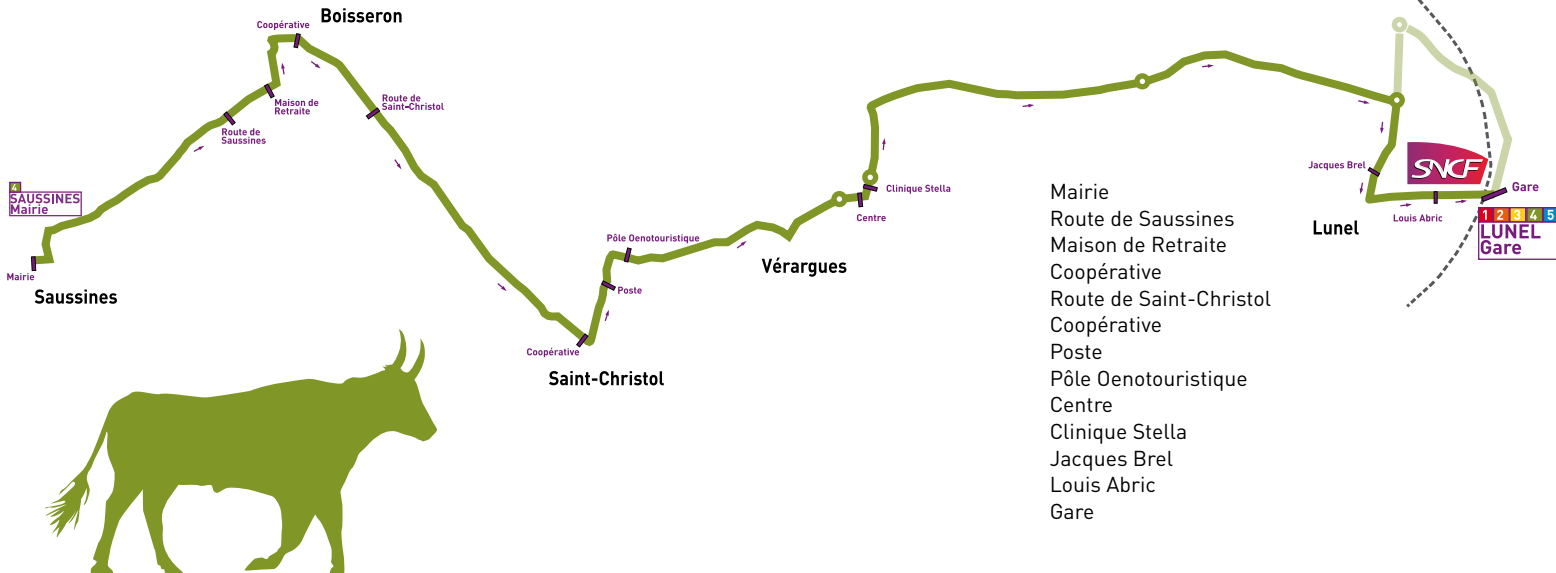 Boisseron
Coopérative
Maison de
Retraite
Route de
Saint-Christol
Route de
Saussines
4
SAUSSINES
Mairie
Mairie
Saussines
Coopérative
Saint-Christol
Poste
Pôle Oenotouristique
Vérargues
Centre
Clinique Stella
Jacques Brel
SNCF
Gare
Louis Abric
Lunel
1 2 3 4 5
LUNEL
Gare
Mairie
Route de Saussines
Maison de Retraite
Coopérative
Route de Saint-Christol
Coopérative
Poste
Pôle Oenotouristique
Centre
Clinique Stella
Jacques Brel
Louis Abric
Gare